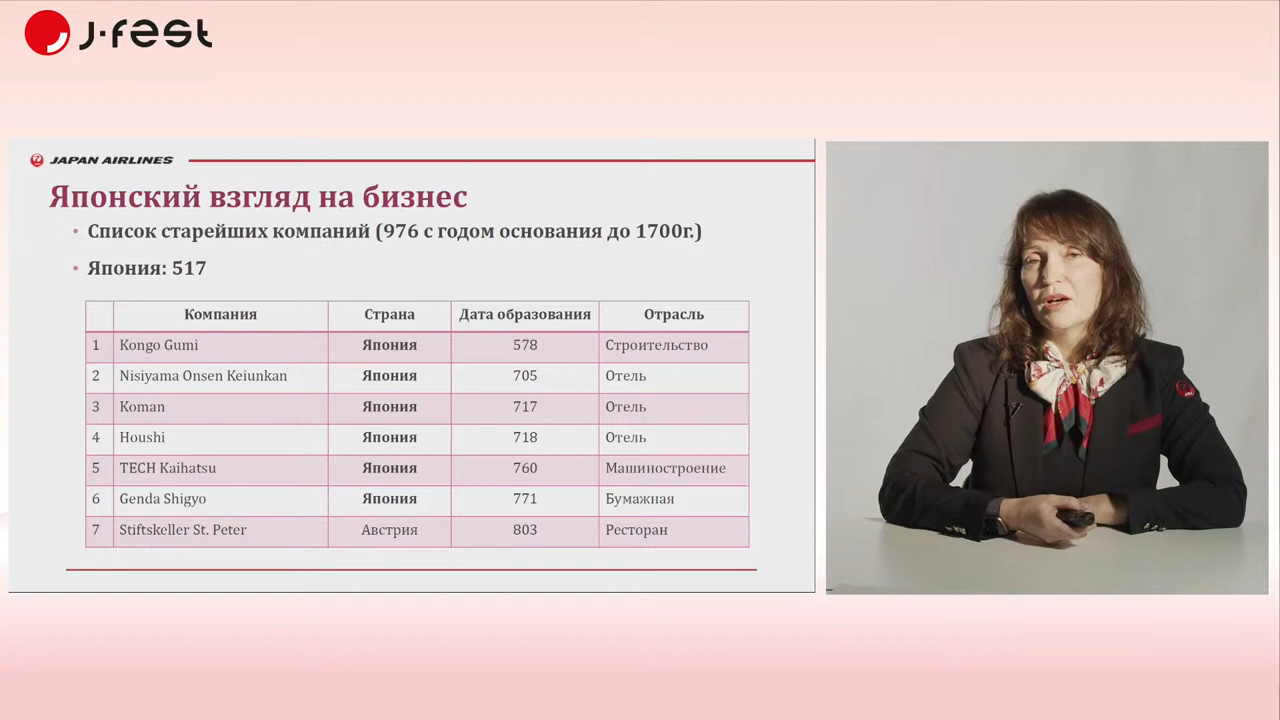 J-fest
JAPAN AIRLINES
Японский взгляд на бизнес
• Список старейших компаний (976 с годом основания до 1700г.)
• Япония: 517
Компания Страна Дата образования Отрасль
1 Kongo Gumi Япония 578 Строительство
2 Nisiyama Onsen Keiunkan Япония 705 Отель
3 Koman Япония 717 Отель
4 Houshi Япония 718 Отель
5 TECH Kaihatsu Япония 760 Машиностроение
6 Genda Shigyo Япония 771 Бумажная
7 Stiftskeller St. Peter Австрия 803 Ресторан